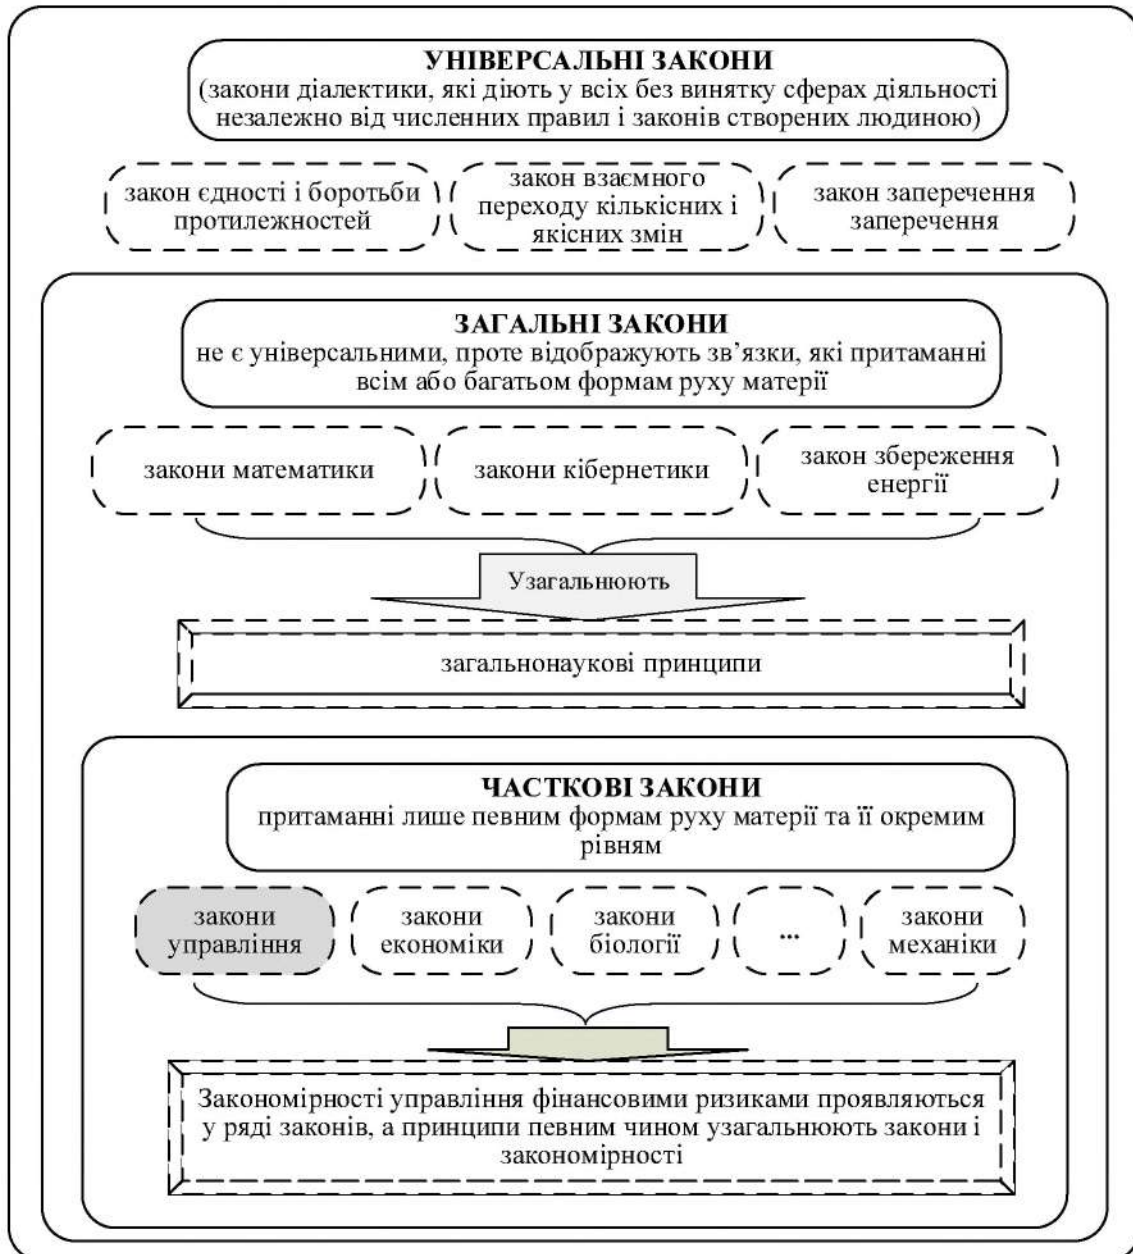 УНІВЕРСАЛЬНІ ЗАКОНИ
(закони діалектики, які діють у всіх без винятку сферах діяльності
незалежно від численних правил і законів створених людиною)
закон єдності і боротьби
протилежностей
закон взаємного
переходу кількісних і
якісних змін
закон заперечення
заперечення
ЗАГАЛЬНІ ЗАКОНИ
не є універсальними, проте відображують зв’язки, які притаманні
всім або багатьом формам руху матерії
закони математики
закони кібернетики
закон збереження
енергії
Узагальнюють
загальнонаукові принципи
ЧАСТКОВІ ЗАКОНИ
притаманні лише певним формам руху матерії та її окремим
рівням
закони
управління
закони
економіки
закони
біології
...
закони
механіки
Закономірності управління фінансовими ризиками проявляються
у ряді законів, а принципи певним чином узагальнюють закони і
закономірності